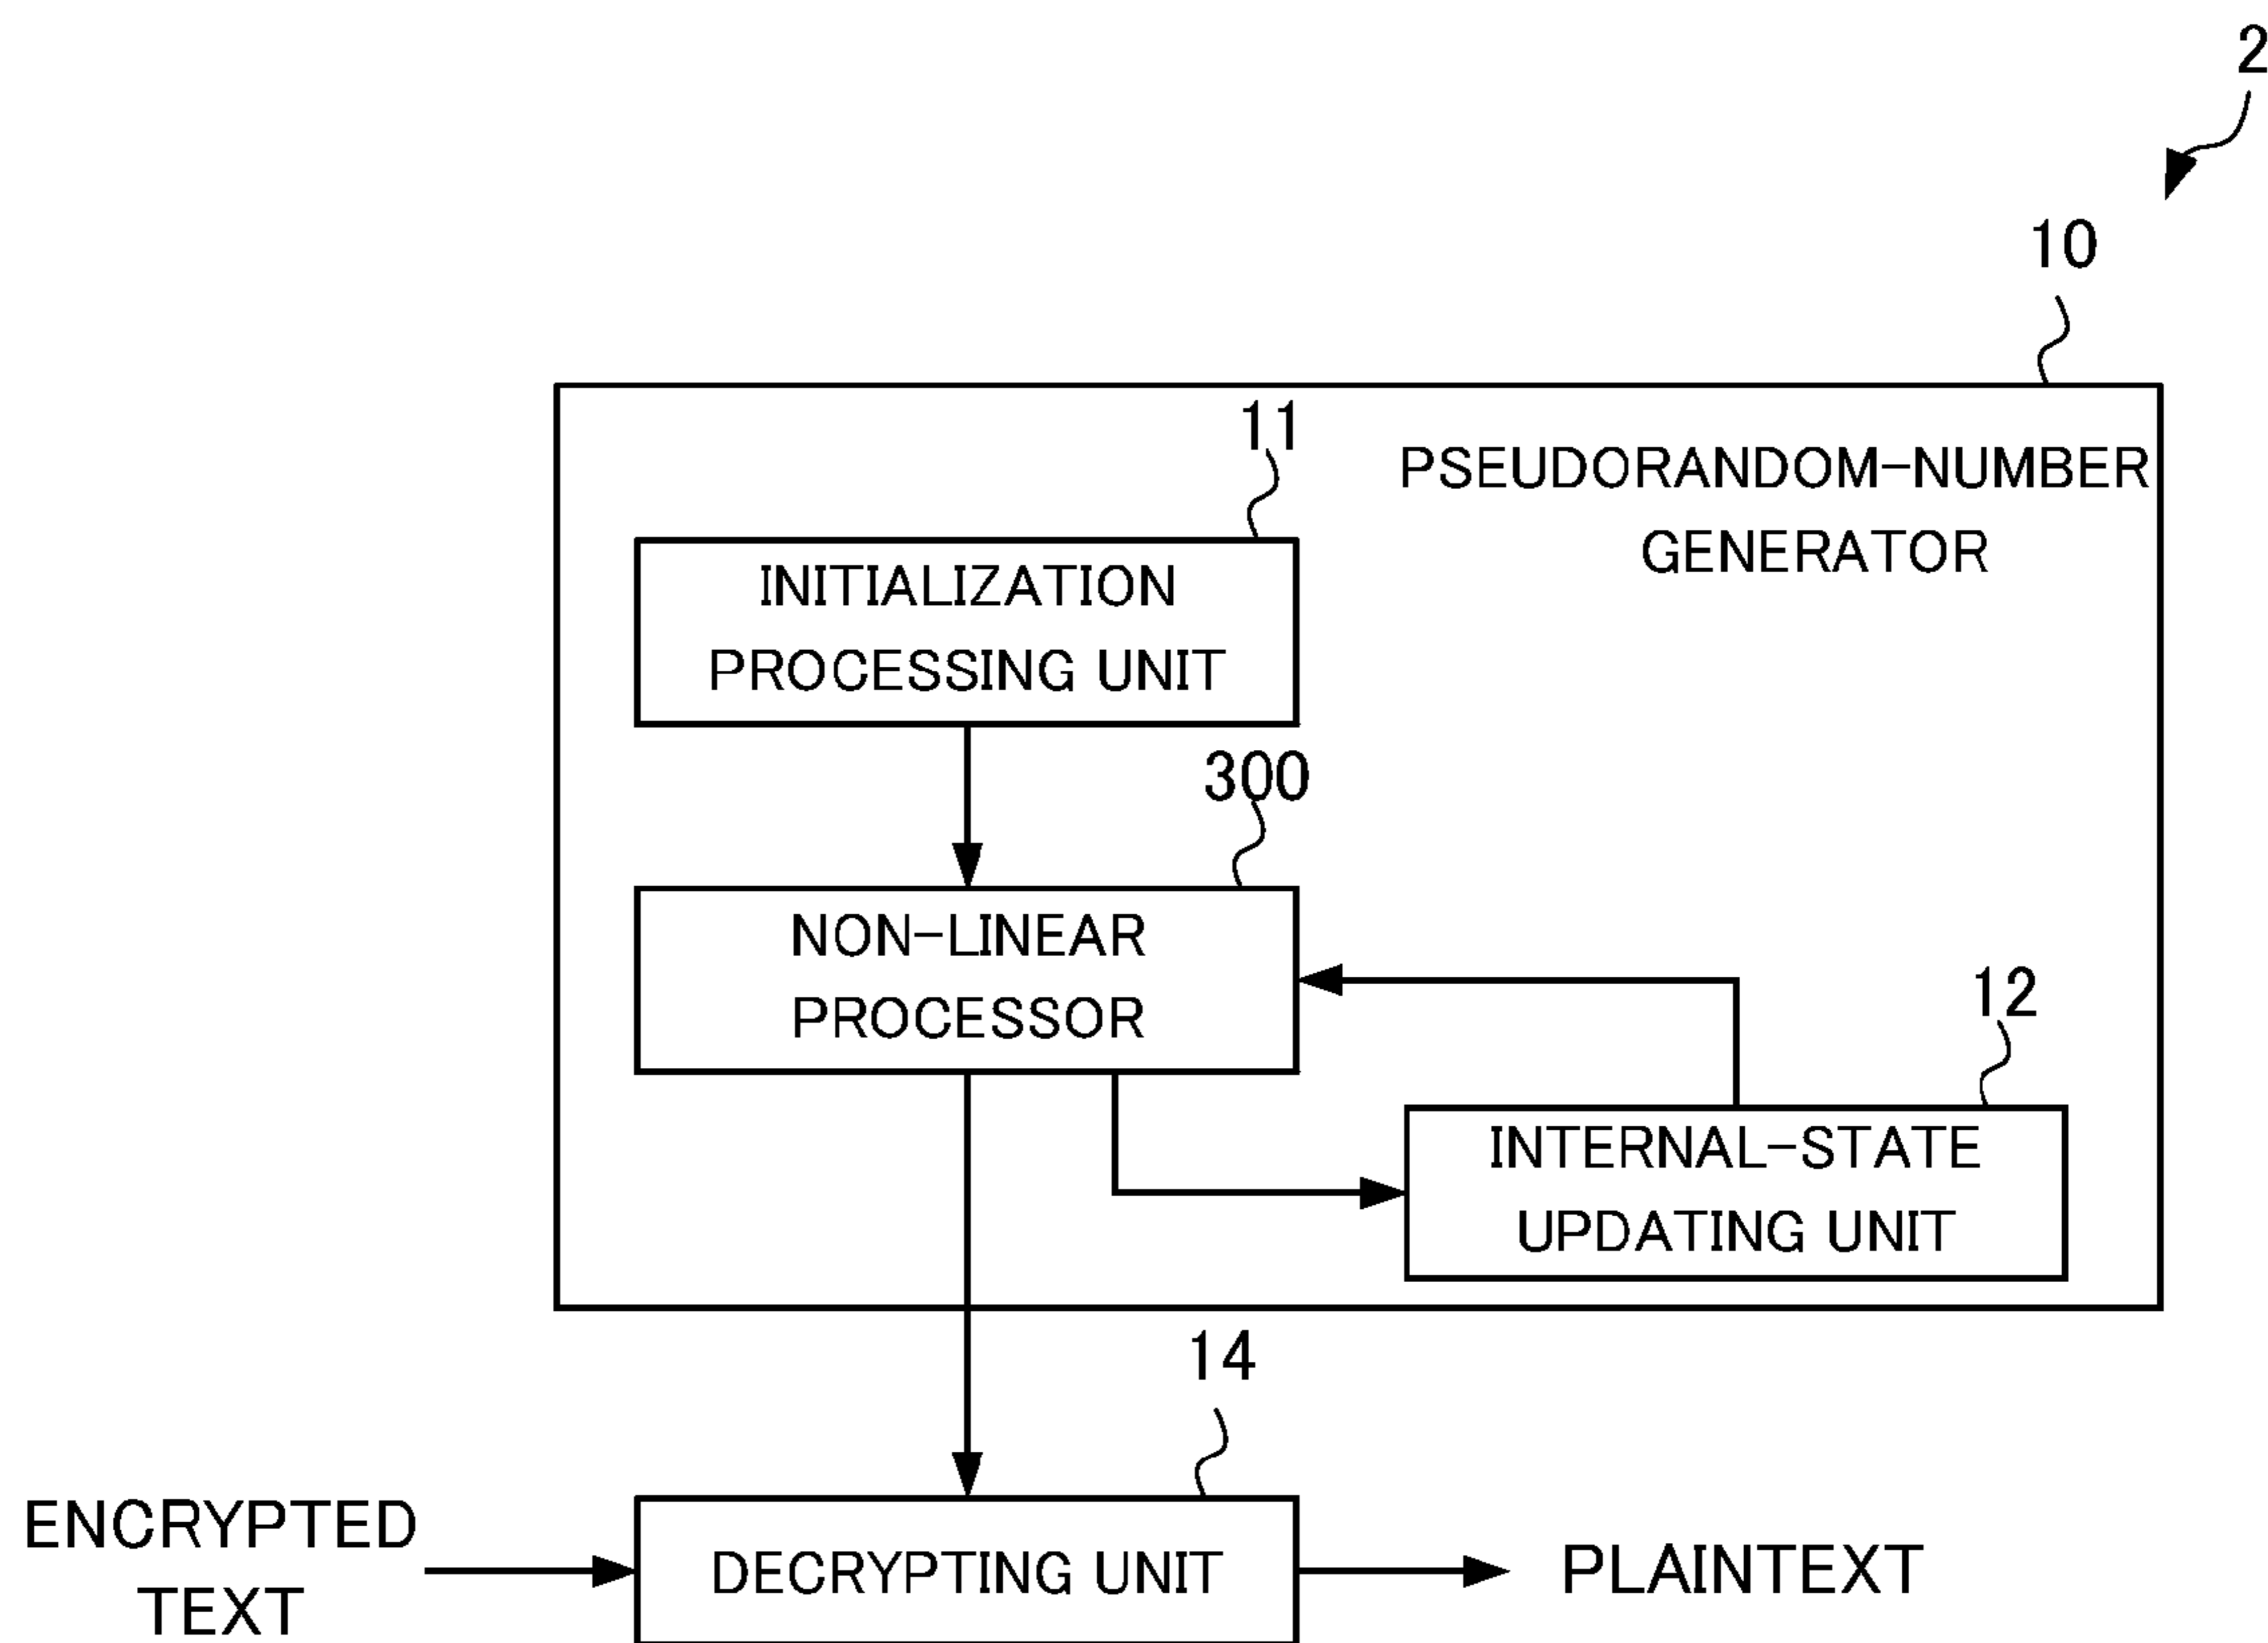 2
10
11
PSEUDORANDOM-NUMBER
GENERATOR
INITIALIZATION
PROCESSING UNIT
300
NON-LINEAR
PROCESSOR
12
INTERNAL-STATE
UPDATING UNIT
14
ENCRYPTED
TEXT
DECRYPTING UNIT
PLAINTEXT